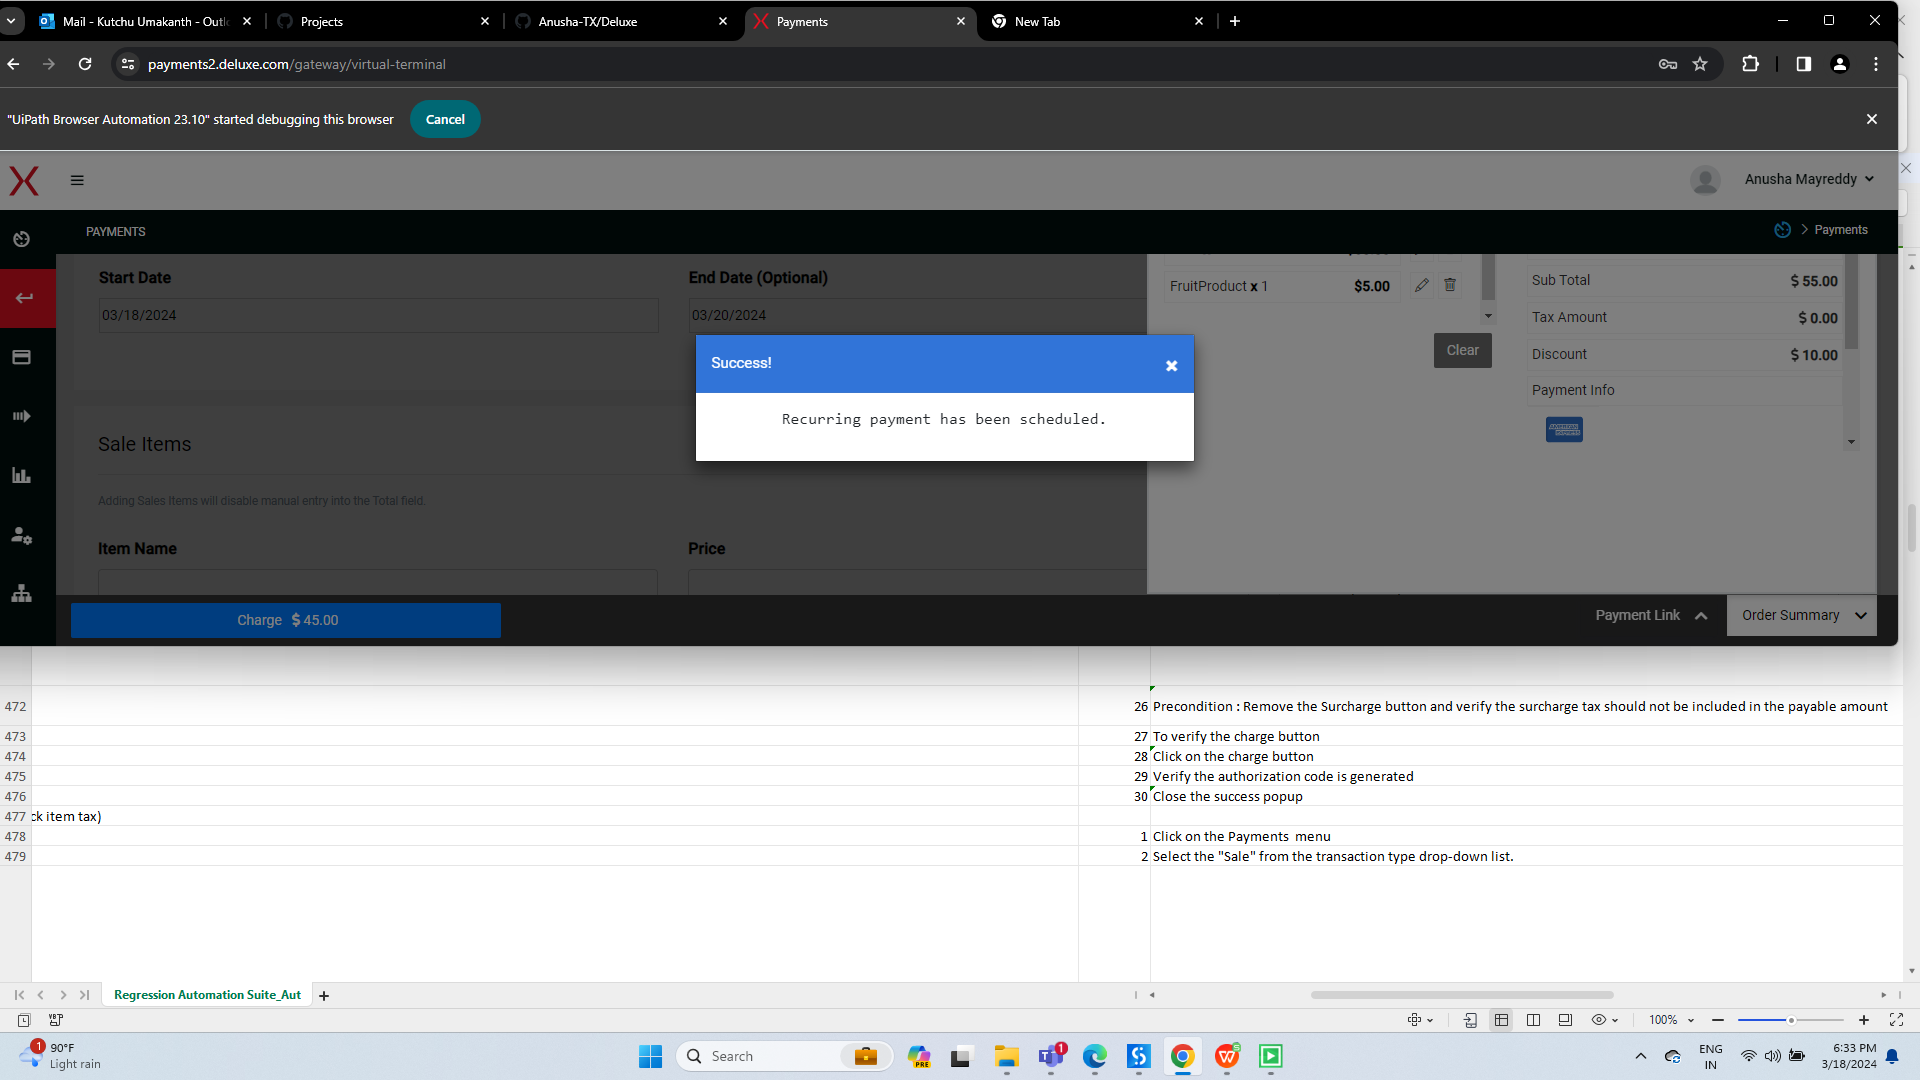 Mail - Kutchu Umakanth - Outlo
Projects
Anusha-TX/Deluxe
Payments
New Tab
payments2.deluxe.com/gateway/virtual-terminal
"UiPath Browser Automation 23.10" started debugging this browser
Cancel
Anusha Mayreddy
PAYMENTS
Payments
Start Date
End Date (Optional)
03/18/2024
03/20/2024
FruitProduct x 1
$5.00
Clear
Sub Total
$ 55.00
Tax Amount
$ 0.00
Discount
$ 10.00
Payment Info
AMERICAN EXPRESS
Success!
Recurring payment has been scheduled.
Sale Items
Adding Sales Items will disable manual entry into the Total field.
Item Name
Price
Charge $ 45.00
Payment Link
Order Summary
472
26 Precondition : Remove the Surcharge button and verify the surcharge tax should not be included in the payable amount
473
27 To verify the charge button
474
28 Click on the charge button
475
29 Verify the authorization code is generated
476
30 Close the success popup
477 ck item tax)
478
1 Click on the Payments menu
479
2 Select the "Sale" from the transaction type drop-down list.
Regression Automation Suite_Aut
100%
1
90°F
Light rain
Search
PRE
1
ENG
IN
6:33 PM
3/18/2024